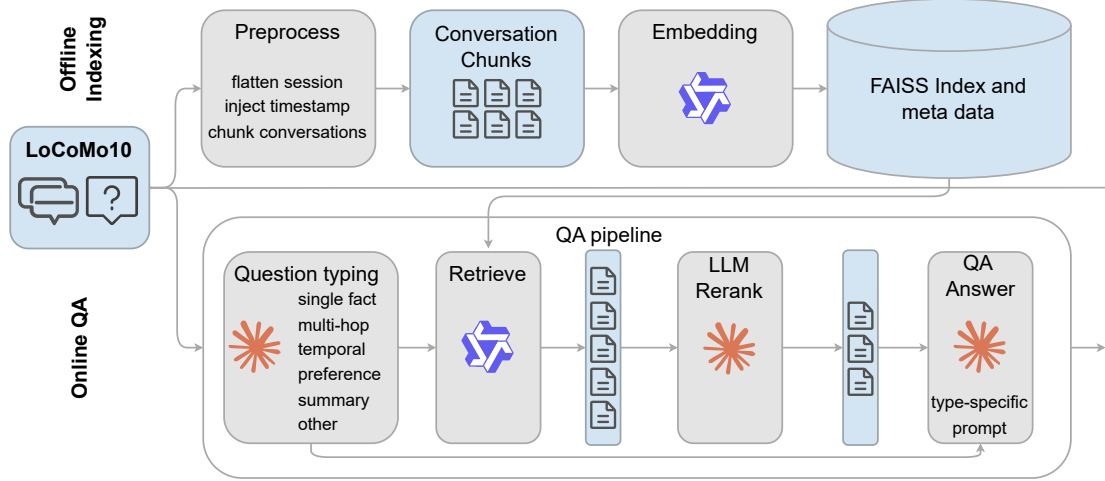 Offline
Indexing
Preprocess
flatten session
inject timestamp
chunk conversations
Conversation
Chunks
Embedding
FAISS Index and
meta data
LoCoMo10
?
Online QA
QA pipeline
Question typing
single fact
multi-hop
temporal
preference
summary
other
Retrieve
LLM
Rerank
QA
Answer
type-specific
prompt